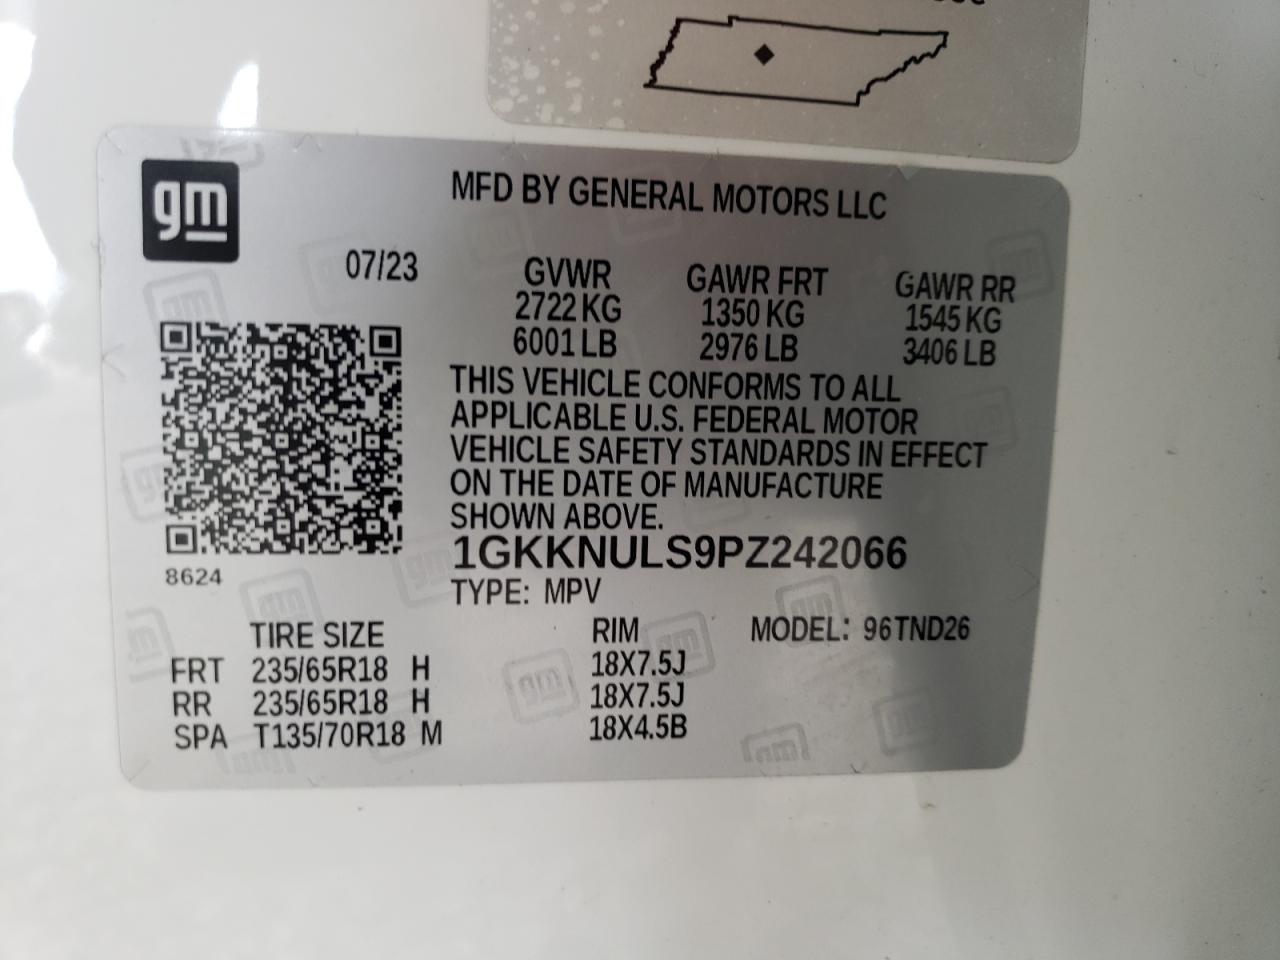 gm
MFD BY GENERAL MOTORS LLC
07/23 GVWR GAWR FRT GAWR RR
2722 KG 1350 KG 1545 KG
6001 LB 2976 LB 3406 LB
THIS VEHICLE CONFORMS TO ALL
APPLICABLE U.S. FEDERAL MOTOR
VEHICLE SAFETY STANDARDS IN EFFECT
ON THE DATE OF MANUFACTURE
SHOWN ABOVE.
1GKKNULS9PZ242066
8624
TYPE: MPV
TIRE SIZE RIM MODEL: 96TND26
FRT 235/65R18 H 18X7.5J
RR 235/65R18 H 18X7.5J
SPA T135/70R18 M 18X4.5B